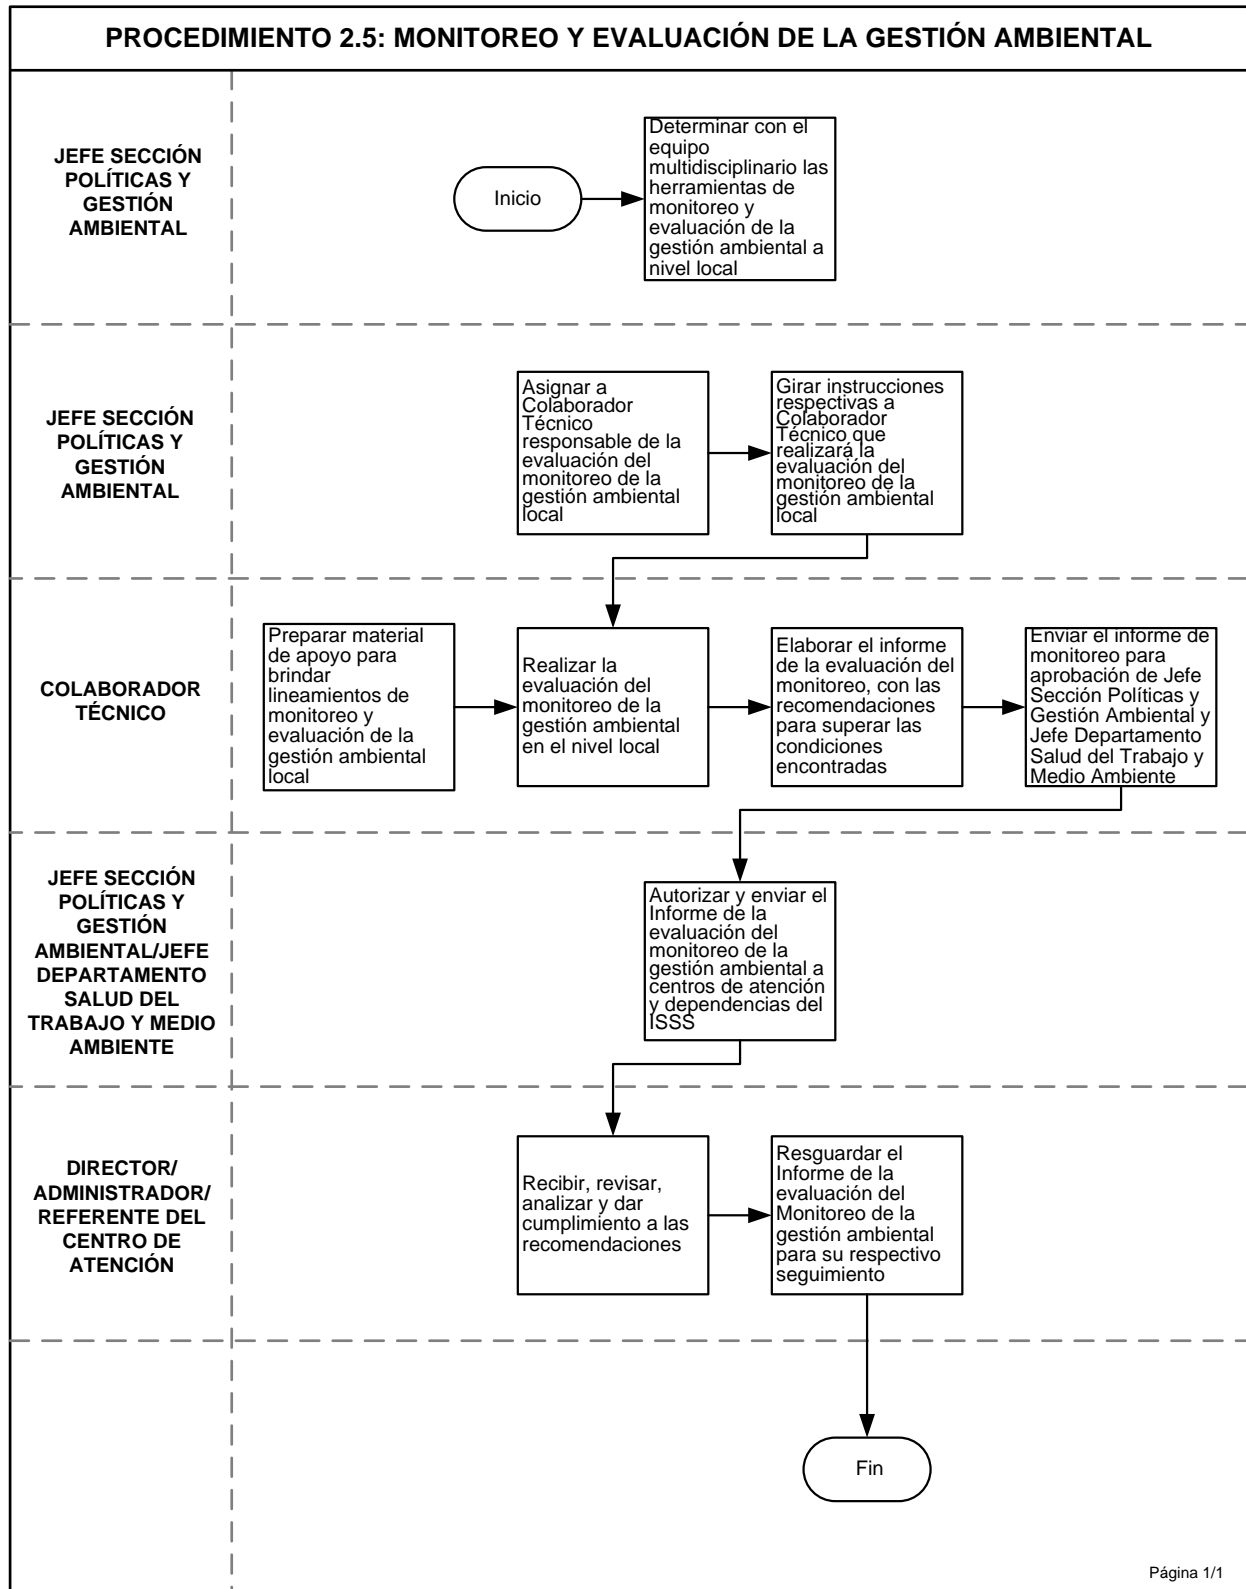 PROCEDIMIENTO 2.5: MONITOREO Y EVALUACIÓN DE LA GESTIÓN AMBIENTAL
JEFE SECCIÓN
POLÍTICAS Y
GESTIÓN
AMBIENTAL
Inicio
Determinar con el
equipo
multidisciplinario las
herramientas de
monitoreo y
evaluación de la
gestión ambiental a
nivel local
JEFE SECCIÓN
POLÍTICAS Y
GESTIÓN
AMBIENTAL
Asignar a
Colaborador
Técnico
responsable de la
evaluación del
monitoreo de la
gestión ambiental
local
Girar instrucciones
respectivas a
Colaborador
Técnico que
realizará la
evaluación del
monitoreo de la
gestión ambiental
local
COLABORADOR
TÉCNICO
Preparar material
de apoyo para
brindar
lineamientos de
monitoreo y
evaluación de la
gestión ambiental
local
Realizar la
evaluación del
monitoreo de la
gestión ambiental
en el nivel local
Elaborar el informe
de la evaluación del
monitoreo, con las
recomendaciones
para superar las
condiciones
encontradas
Enviar el informe de
monitoreo para
aprobación de Jefe
Sección Políticas y
Gestión Ambiental y
Jefe Departamento
Salud del Trabajo y
Medio Ambiente
JEFE SECCIÓN
POLÍTICAS Y
GESTIÓN
AMBIENTAL/JEFE
DEPARTAMENTO
SALUD DEL
TRABAJO Y MEDIO
AMBIENTE
Autorizar y enviar el
Informe de la
evaluación del
monitoreo de la
gestión ambiental a
centros de atención
y dependencias del
ISSS
DIRECTOR/
ADMINISTRADOR/
REFERENTE DEL
CENTRO DE
ATENCIÓN
Recibir, revisar,
analizar y dar
cumplimiento a las
recomendaciones
Resguardar el
Informe de la
evaluación del
Monitoreo de la
gestión ambiental
para su respectivo
seguimiento
Fin
Página 1/1